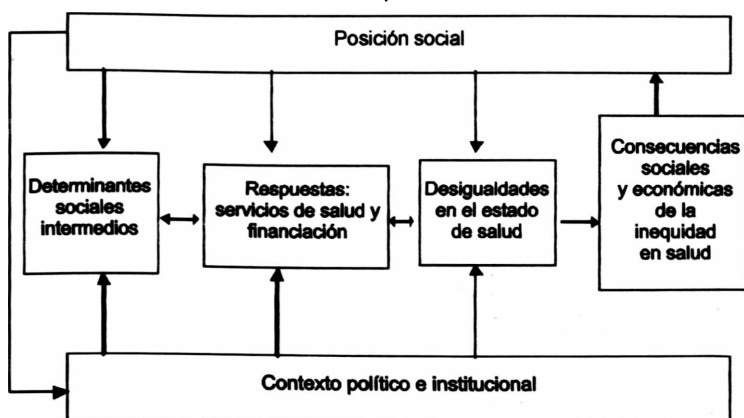 Posición social
Determinantes
sociales
intermedios
Respuestas:
servicios de salud y
financiación
Desigualdades
en el estado
de salud
Consecuencias
sociales
y económicas
de la
inequidad
en salud
Contexto político e institucional